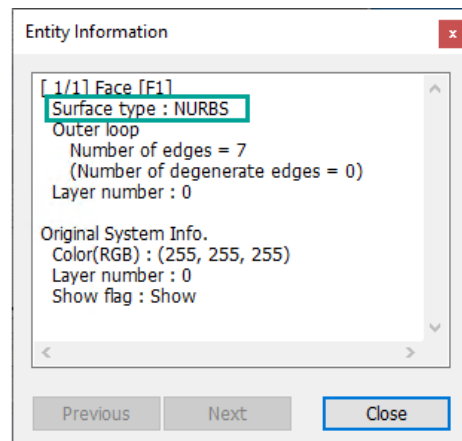 Entity Information
x
[ 1/1] Face [F1]
Surface type : NURBS
Outer loop
Number of edges = 7
(Number of degenerate edges = 0)
Layer number : 0
Original System Info.
Color(RGB) : (255, 255, 255)
Layer number : 0
Show flag : Show
Previous
Next
Close